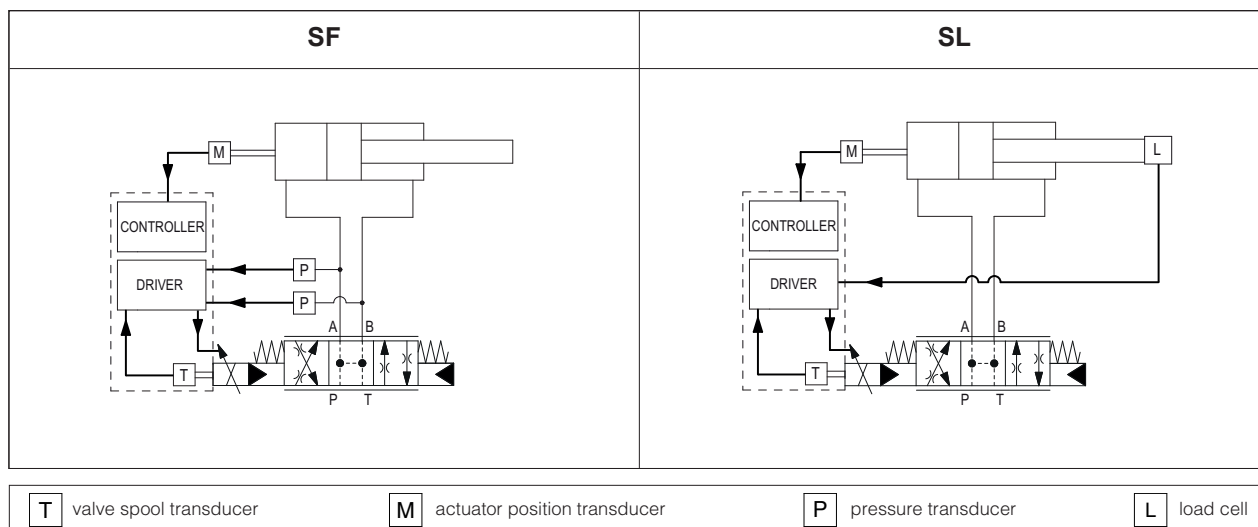 SF
SL
M
CONTROLLER
DRIVER
P
P
A B
T
P T
M
L
CONTROLLER
DRIVER
A B
T
P T
T valve spool transducer
M actuator position transducer
P pressure transducer
L load cell